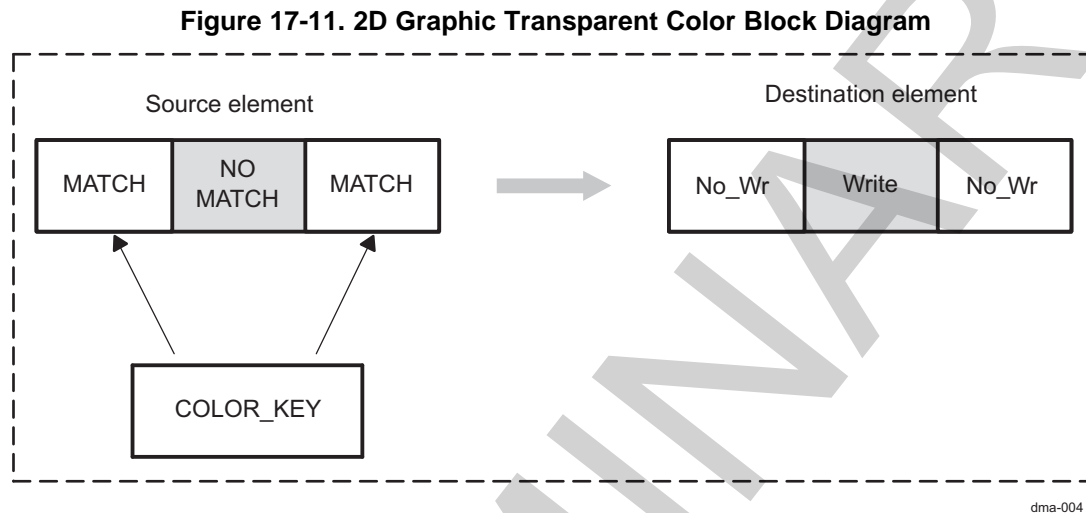 Figure 17-11. 2D Graphic Transparent Color Block Diagram
Source element
Destination element
MATCH
NO
MATCH
MATCH
No_Wr
Write
No_Wr
COLOR_KEY
dma-004